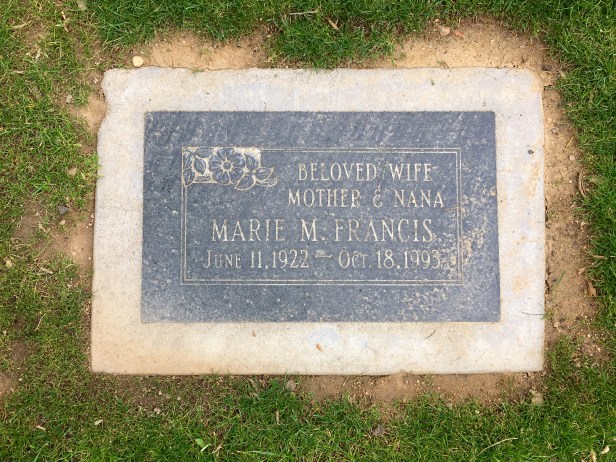 BELOVED WIFE
MOTHER & NANA
MARIE M. FRANCIS
JUNE 11, 1922 — OCT 18, 1993